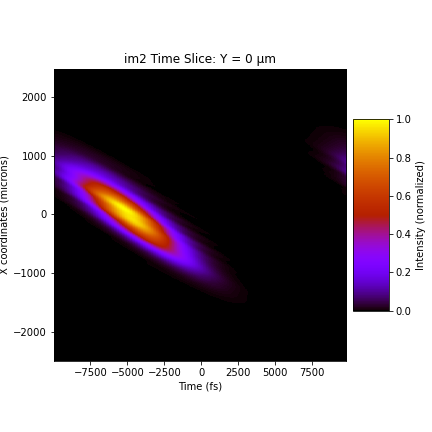 im2 Time Slice: Y = 0 μm
2000
1000
0
−1000
−2000
X coordinates (microns)
−7500 −5000 −2500 0 2500 5000 7500
Time (fs)
1.0
0.8
0.6
0.4
0.2
0.0
Intensity (normalized)